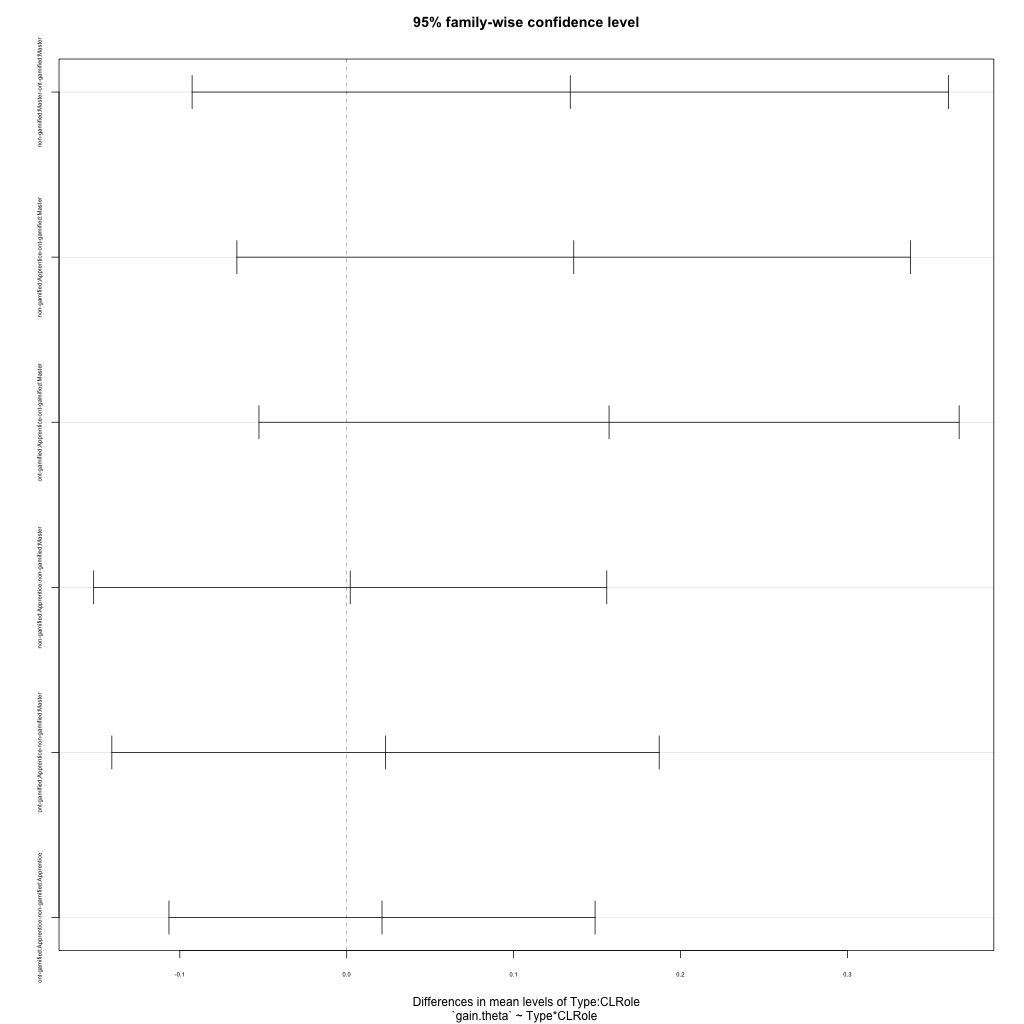 95% family-wise confidence level
non-gamified:Master-ont-gamified:Master
non-gamified:Apprentice-ont-gamified:Master
ont-gamified:Apprentice-ont-gamified:Master
non-gamified:Apprentice-non-gamified:Master
ont-gamified:Apprentice-non-gamified:Master
ont-gamified:Apprentice-non-gamified:Apprentice
-0.1 0.0 0.1 0.2 0.3
Differences in mean levels of Type:CLRole
`gain.theta` ~ Type*CLRole